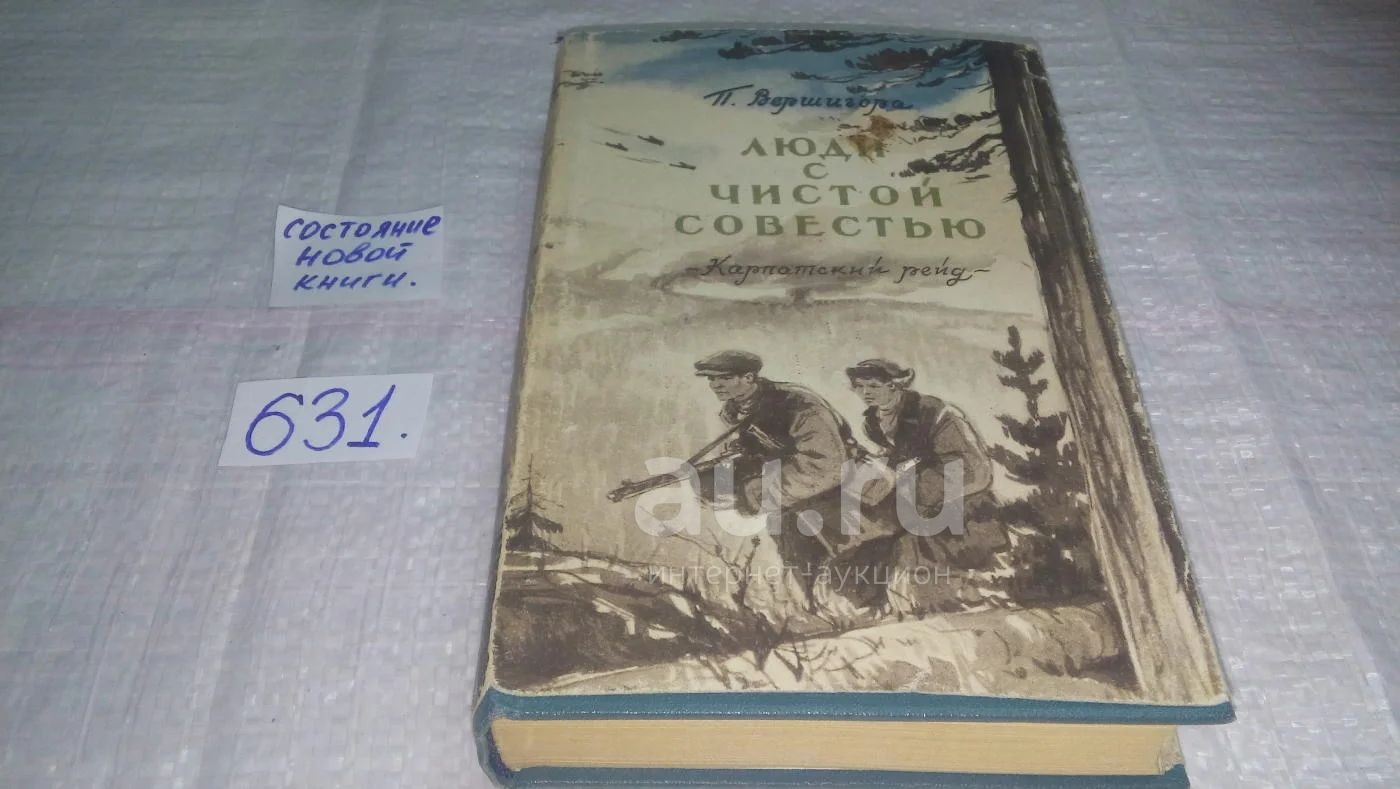 П. Вершигора
ЛЮДИ
С
ЧИСТОЙ
СОВЕСТЬЮ
-Карпатский рейд-
состояние
новой
книги.
631.
au.ru
интернет-аукцион